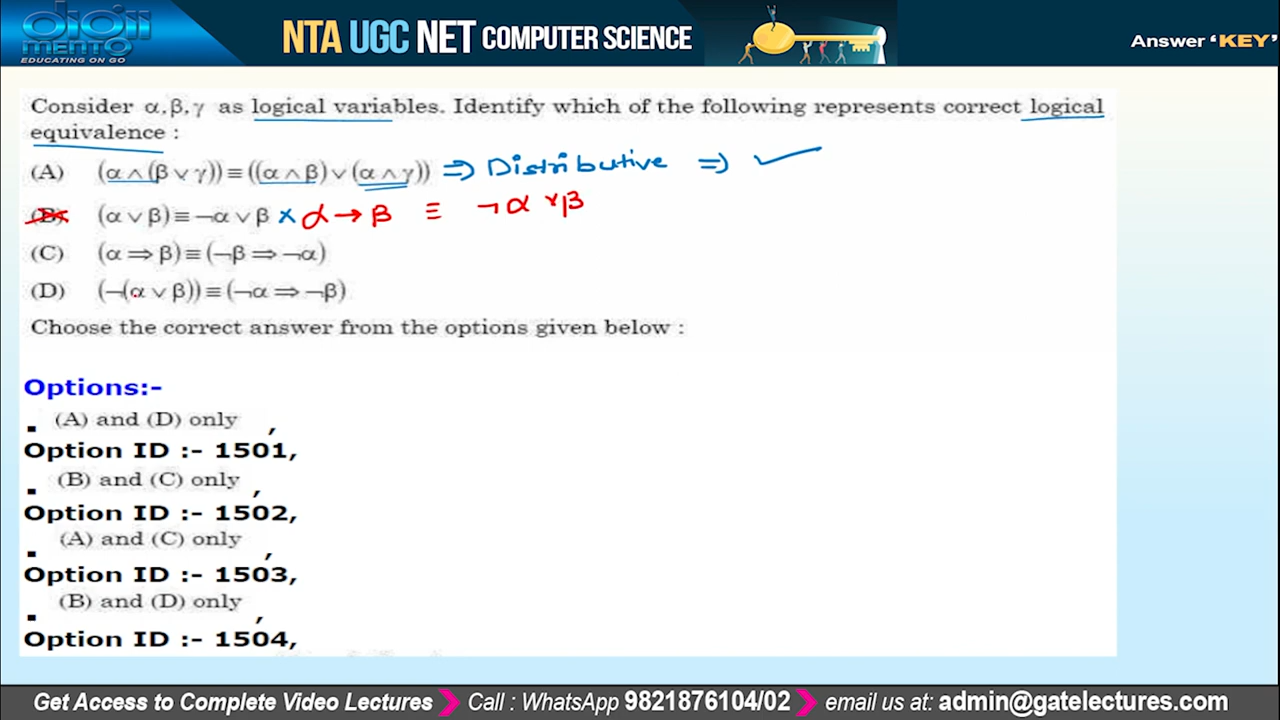 didii
MENTO
EDUCATING ON GO
NTA UGC NET COMPUTER SCIENCE
Answer ‘KEY’
Consider α,β,γ as logical variables. Identify which of the following represents correct logical
equivalence :
(A) (α ∧ (β ∨ γ)) ≡ ((α ∧ β) ∨ (α ∧ γ)) ⇒ Distributive ⇒ ✓
(B) (α ∨ β) ≡ ¬α ∨ β × α → β ≡ ¬α ∨ β
(C) (α ⇒ β) ≡ (¬β ⇒ ¬α)
(D) (¬(α ∨ β)) ≡ (¬α ⇒ ¬β)
Choose the correct answer from the options given below :
Options:-
(A) and (D) only ,
Option ID :- 1501,
(B) and (C) only ,
Option ID :- 1502,
(A) and (C) only ,
Option ID :- 1503,
(B) and (D) only ,
Option ID :- 1504,
Get Access to Complete Video Lectures Call : WhatsApp 9821876104/02 email us at: admin@gatelectures.com